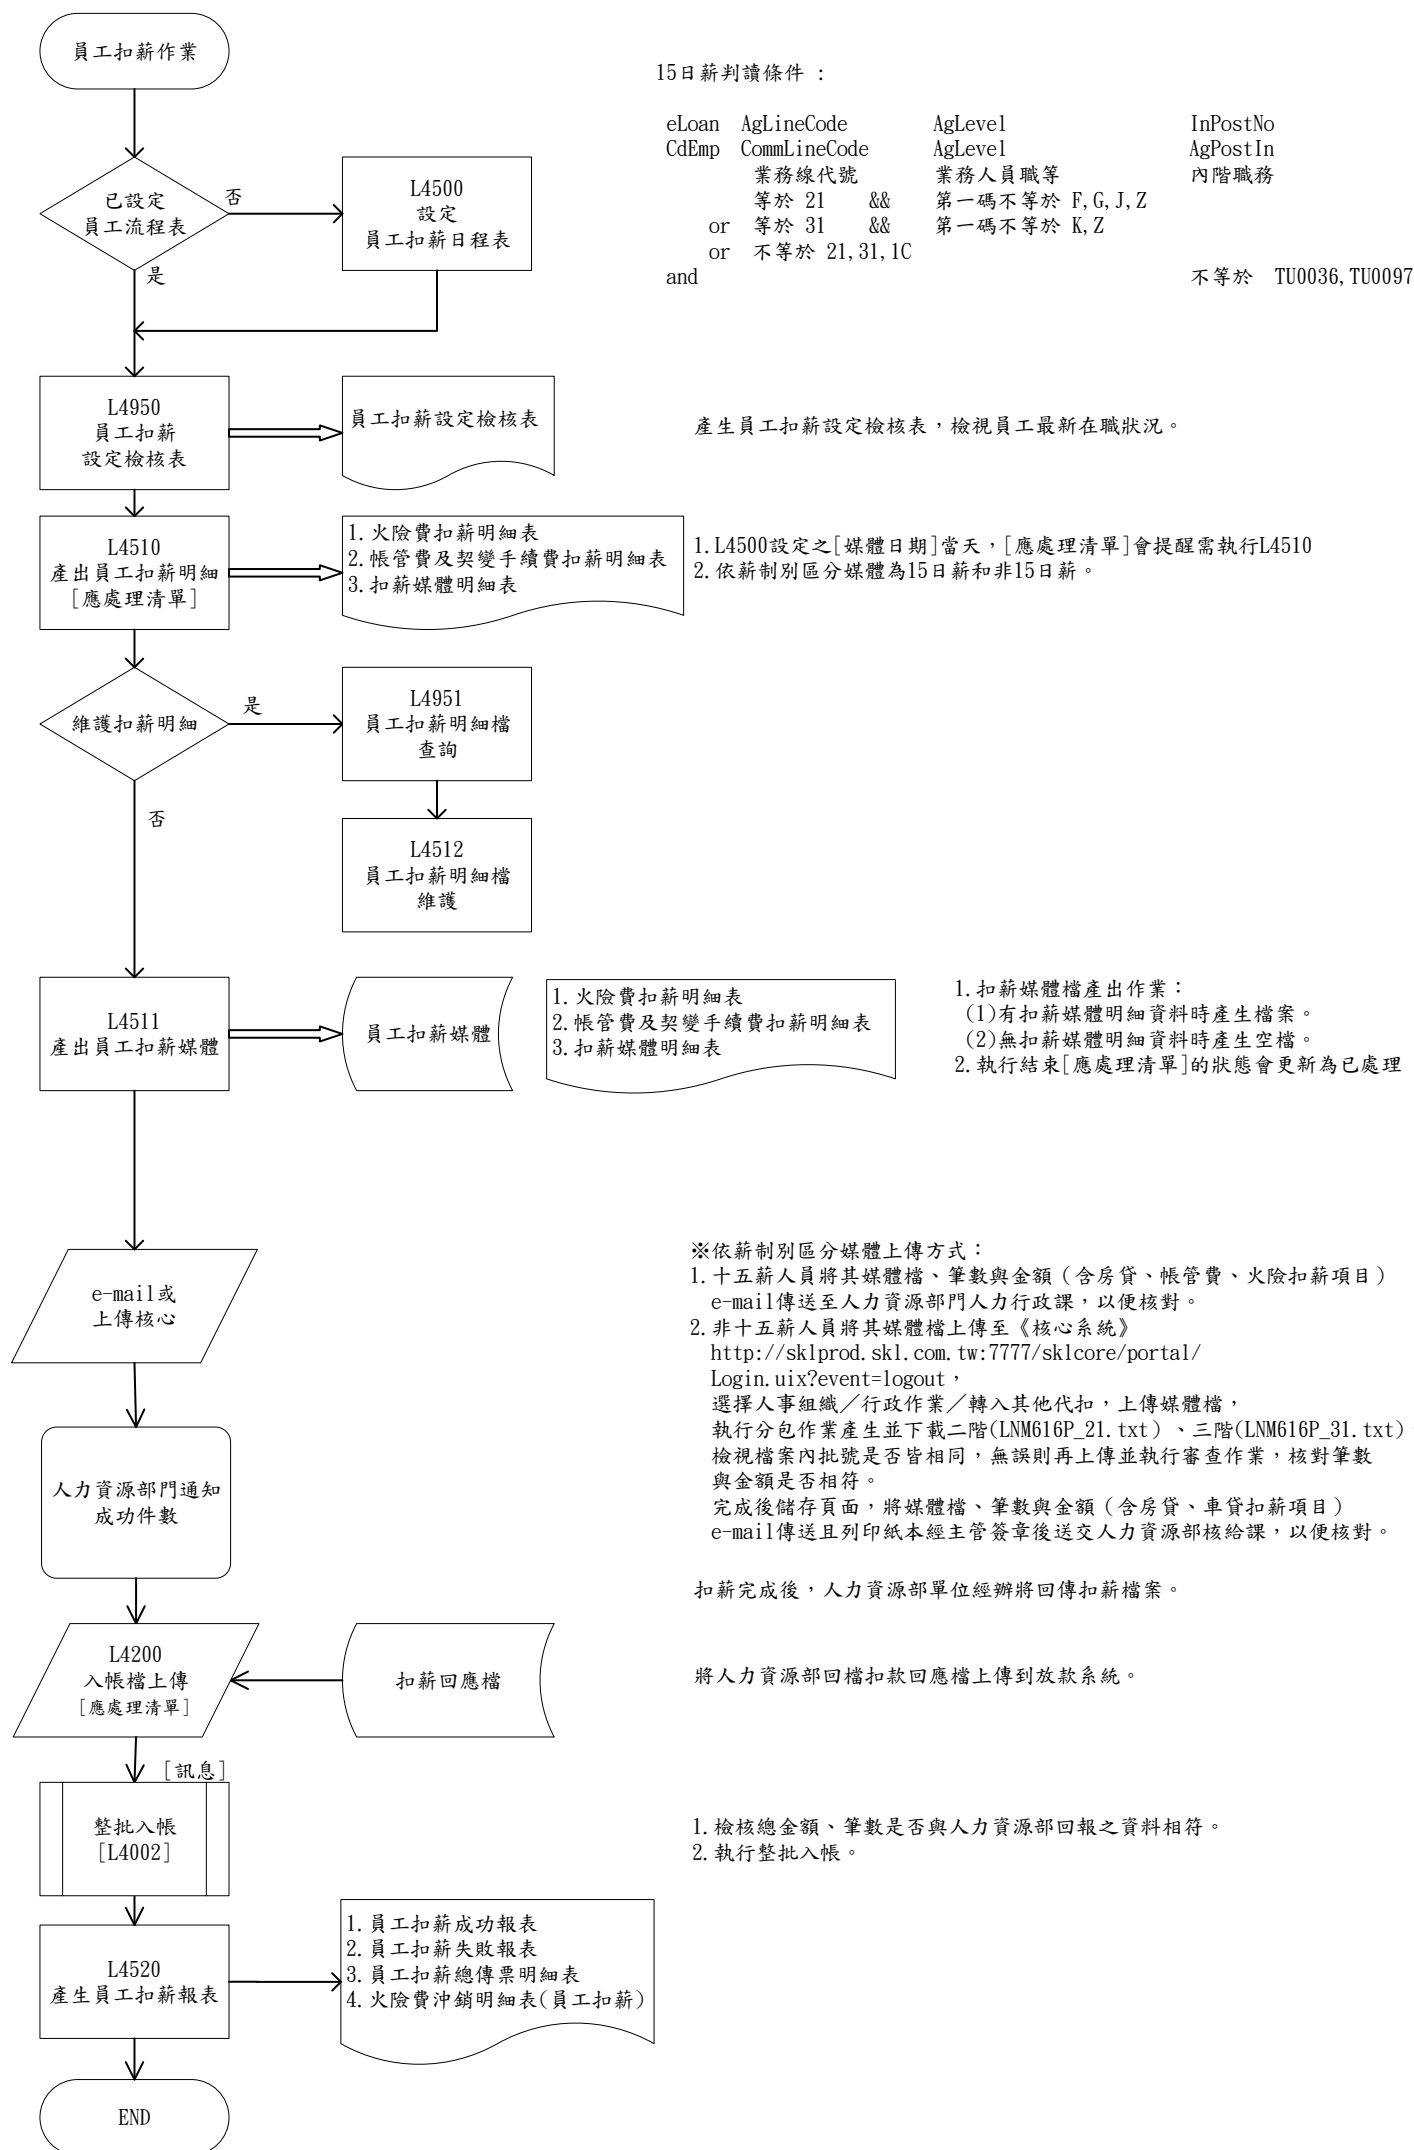 員工扣薪作業
15日薪判讀條件 :
eLoan AgLineCode AgLevel InPostNo
CdEmp CommLineCode AgLevel AgPostIn
業務線代號 業務人員職等 內階職務
等於 21 && 第一碼不等於 F,G,J,Z
or 等於 31 && 第一碼不等於 K,Z
or 不等於 21,31,1C
and 不等於 TU0036,TU0097
已設定
員工流程表
否
是
L4500
設定
員工扣薪日程表
L4950
員工扣薪
設定檢核表
員工扣薪設定檢核表
產生員工扣薪設定檢核表，檢視員工最新在職狀況。
L4510
產出員工扣薪明細
[應處理清單]
1.火險費扣薪明細表
2.帳管費及契變手續費扣薪明細表
3.扣薪媒體明細表
1.L4500設定之[媒體日期]當天，[應處理清單]會提醒需執行L4510
2.依薪制別區分媒體為15日薪和非15日薪。
維護扣薪明細
是
否
L4951
員工扣薪明細檔
查詢
L4512
員工扣薪明細檔
維護
L4511
產出員工扣薪媒體
員工扣薪媒體
1.火險費扣薪明細表
2.帳管費及契變手續費扣薪明細表
3.扣薪媒體明細表
1.扣薪媒體檔產出作業：
(1)有扣薪媒體明細資料時產生檔案。
(2)無扣薪媒體明細資料時產生空檔。
2.執行結束[應處理清單]的狀態會更新為已處理
e-mail或
上傳核心
※依薪制別區分媒體上傳方式：
1.十五薪人員將其媒體檔、筆數與金額（含房貸、帳管費、火險扣薪項目）
e-mail傳送至人力資源部門人力行政課，以便核對。
2.非十五薪人員將其媒體檔上傳至《核心系統》
http://sklprod.skl.com.tw:7777/sklcore/portal/
Login.uix?event=logout，
選擇人事組織／行政作業／轉入其他代扣，上傳媒體檔，
執行分包作業產生並下載二階(LNM616P_21.txt）、三階(LNM616P_31.txt)
檢視檔案內批號是否皆相同，無誤則再上傳並執行審查作業，核對筆數
與金額是否相符。
完成後儲存頁面，將媒體檔、筆數與金額（含房貸、車貸扣薪項目）
e-mail傳送且列印紙本經主管簽章後送交人力資源部核給課，以便核對。
人力資源部門通知
成功件數
扣薪完成後，人力資源部單位經辦將回傳扣薪檔案。
L4200
入帳檔上傳
[應處理清單]
扣薪回應檔
將人力資源部回檔扣款回應檔上傳到放款系統。
[訊息]
整批入帳
[L4002]
1.檢核總金額、筆數是否與人力資源部回報之資料相符。
2.執行整批入帳。
L4520
產生員工扣薪報表
1.員工扣薪成功報表
2.員工扣薪失敗報表
3.員工扣薪總傳票明細表
4.火險費沖銷明細表(員工扣薪)
END